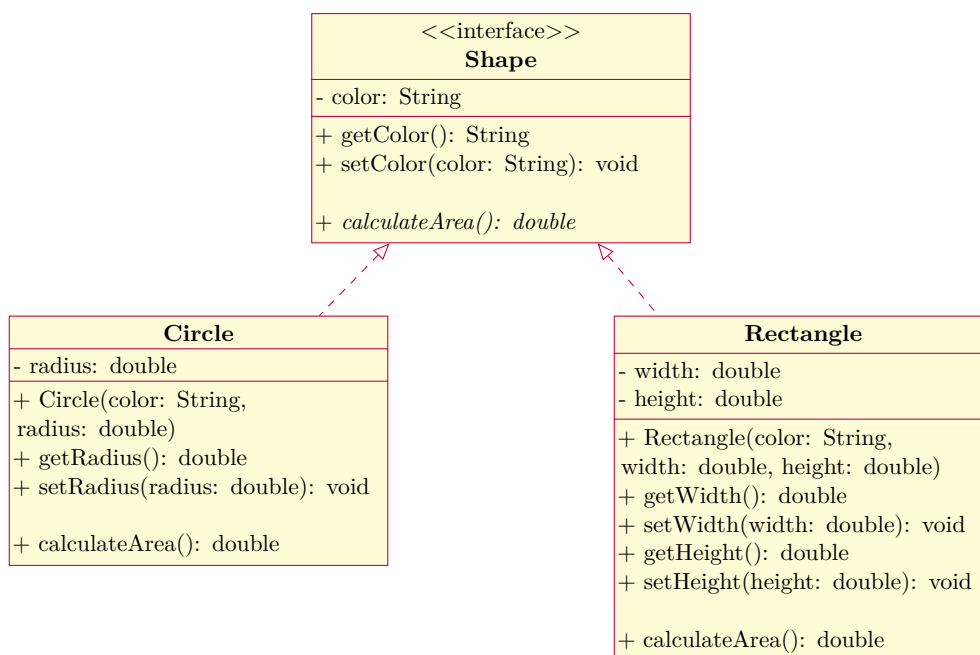 <<interface>>
Shape
- color: String
+ getColor(): String
+ setColor(color: String): void
+ calculateArea(): double
Circle
- radius: double
+ Circle(color: String,
radius: double)
+ getRadius(): double
+ setRadius(radius: double): void
+ calculateArea(): double
Rectangle
- width: double
- height: double
+ Rectangle(color: String,
width: double, height: double)
+ getWidth(): double
+ setWidth(width: double): void
+ getHeight(): double
+ setHeight(height: double): void
+ calculateArea(): double